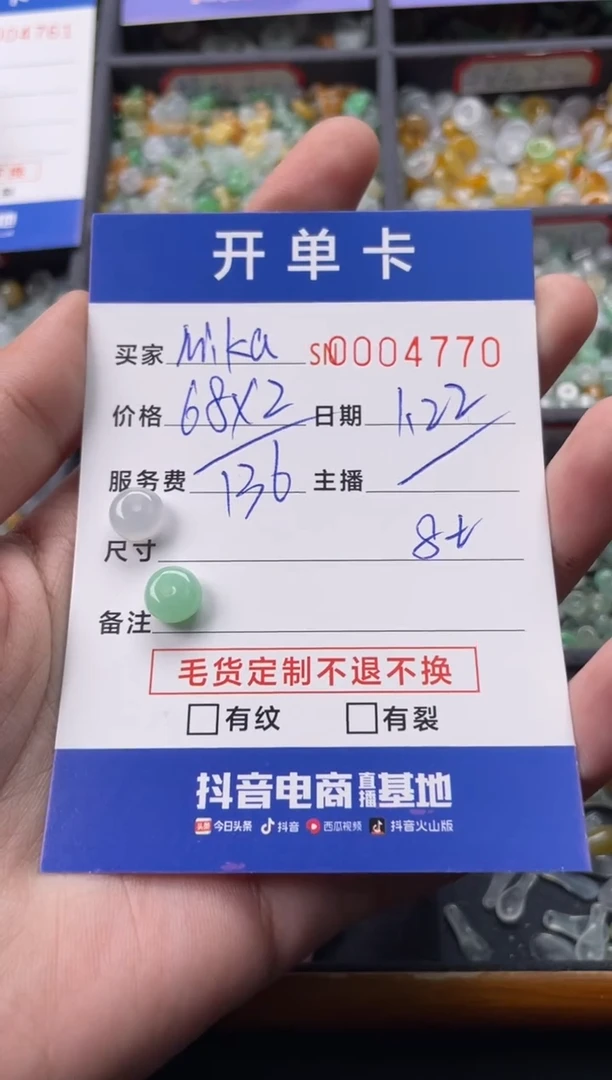 004761
开单卡
买家 Mika SN0004770
价格 68X2 日期 1.22
服务费 136 主播
尺寸 8+
备注
毛货定制不退不换
有纹 有裂
抖音电商直播基地
头条 今日头条 抖音 西瓜视频 抖音火山版